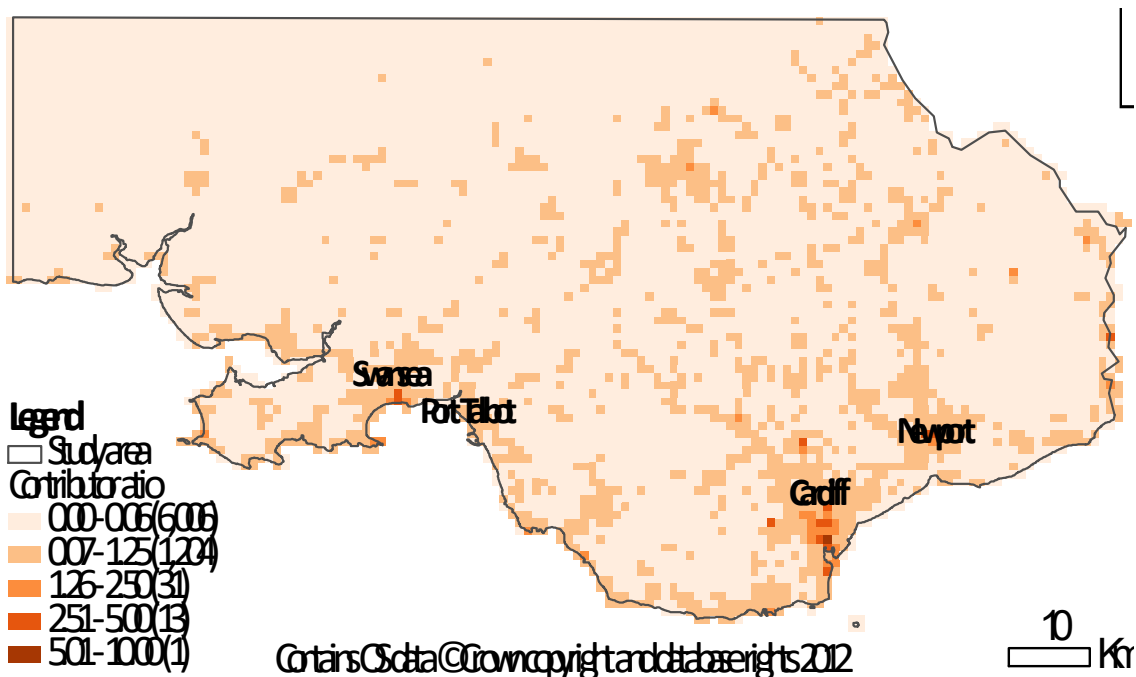 Swansea
Port Talbot
Newport
Cardiff
Legend
Study area
Contributor ratio
0.00 - 0.06 (6006)
0.07 - 1.25 (1204)
1.26 - 2.50 (31)
2.51 - 5.00 (13)
5.01 - 10.00 (1)
Contains OS data © Crown copyright and database rights 2012
10
Km